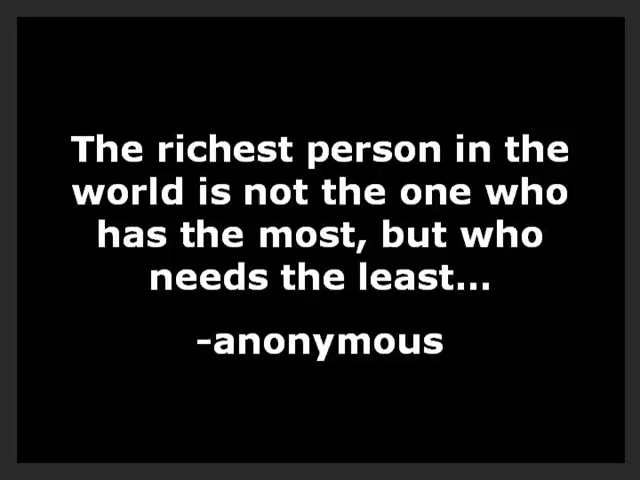 The richest person in the
world is not the one who
has the most, but who
needs the least...
-anonymous